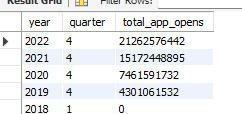 Result Grid Filter Rows:
year quarter total_app_opens
2022 4 21262576442
2021 4 15172448895
2020 4 7461591732
2019 4 4301061532
2018 1 0